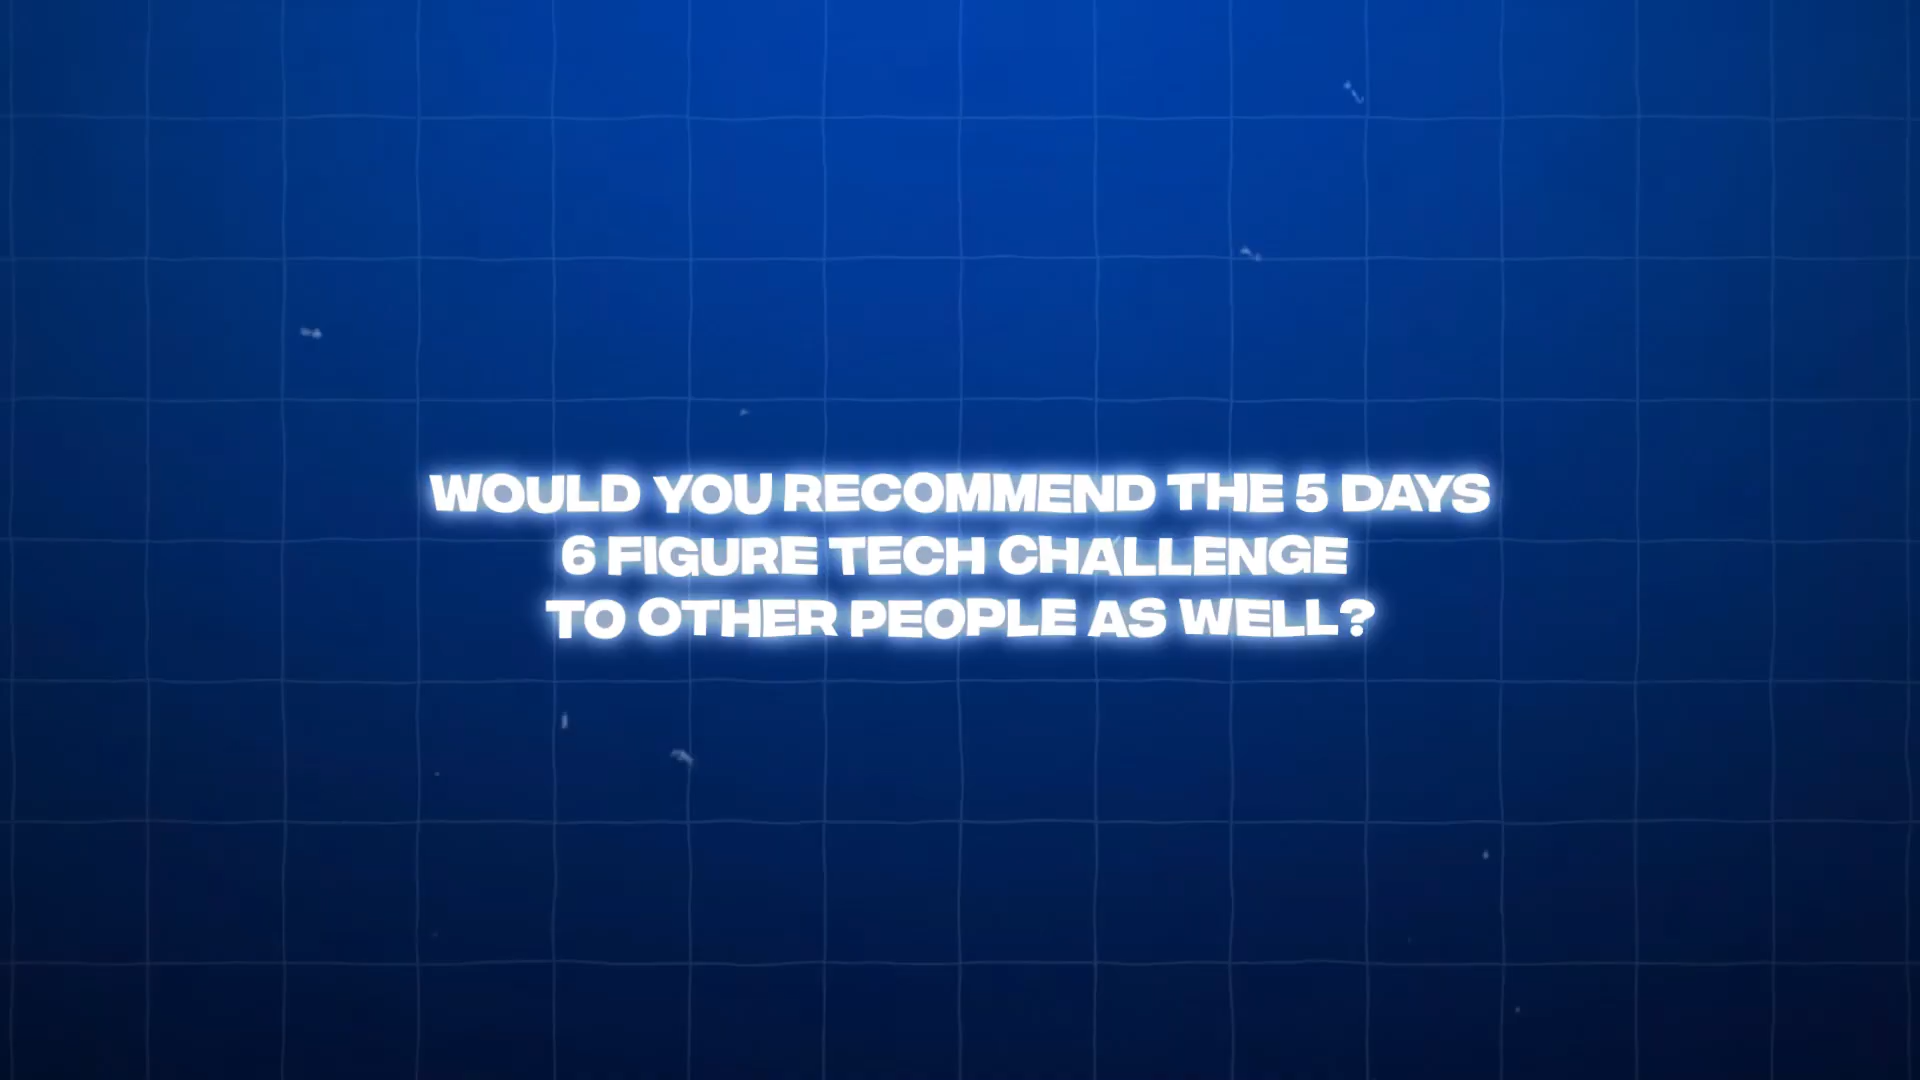 WOULD YOU RECOMMEND THE 5 DAYS
6 FIGURE TECH CHALLENGE
TO OTHER PEOPLE AS WELL?